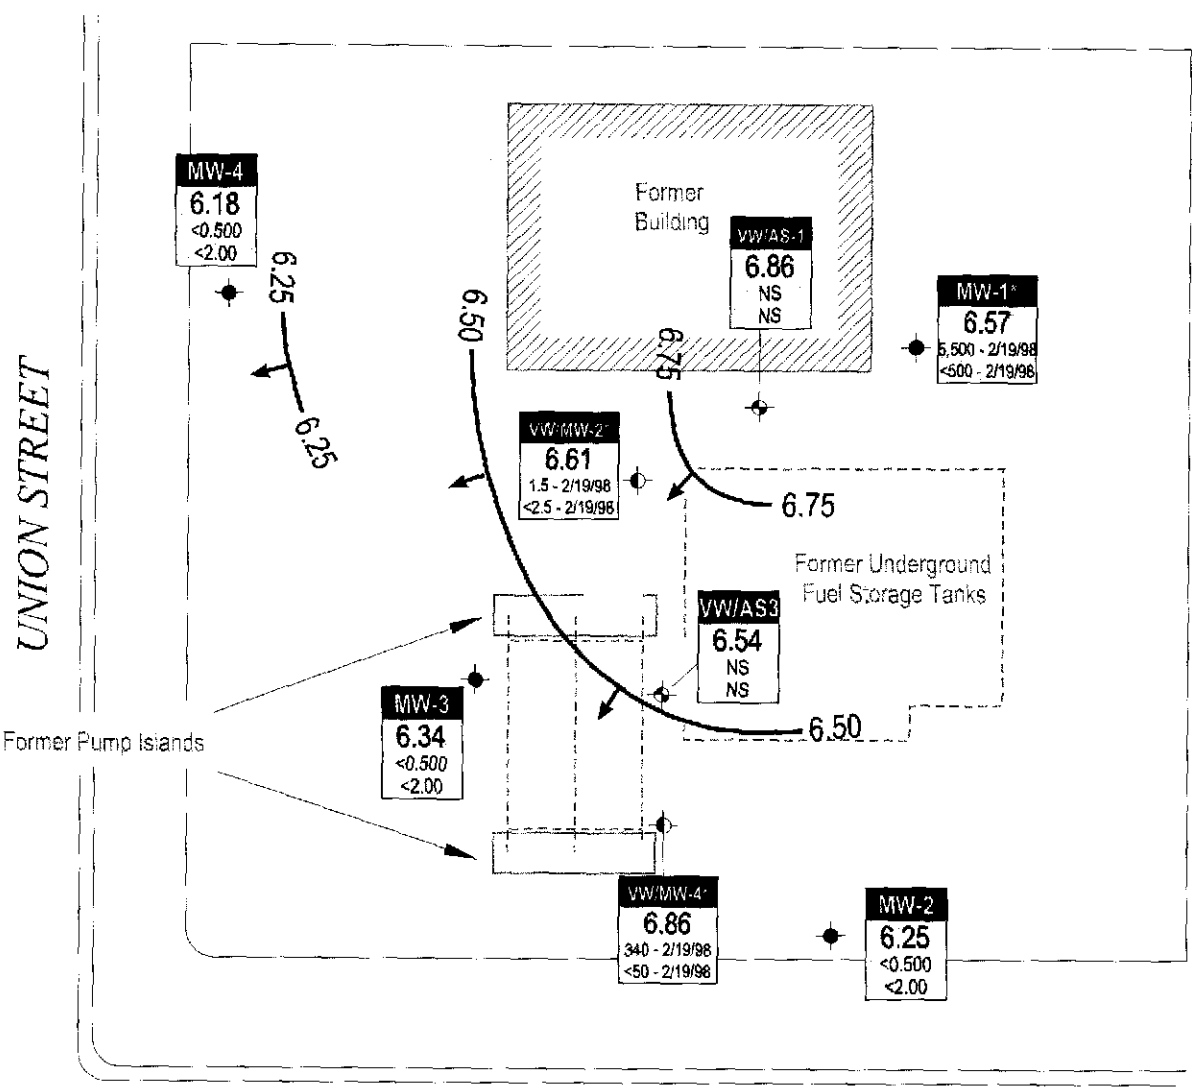 MW-4
6.18
<0.500
<2.00
Former
Building
VW/AS-1
6.86
NS
NS
MW-1*
6.57
5,500 - 2/19/98
<500 - 2/19/98
6.25
6.25
6.50
6.75
6.75
UNION STREET
VW/MW-2*
6.61
1.5 - 2/19/98
<2.5 - 2/19/98
Former Underground
Fuel Storage Tanks
VW/AS3
6.54
NS
NS
MW-3
6.34
<0.500
<2.00
Former Pump Islands
6.50
VW/MW-4*
6.86
340 - 2/19/98
<50 - 2/19/98
MW-2
6.25
<0.500
<2.00